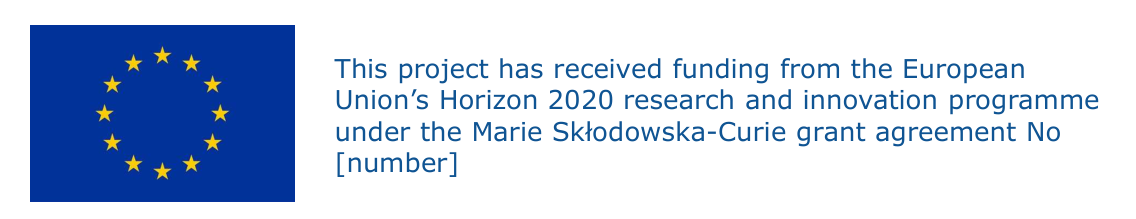 This project has received funding from the European
Union’s Horizon 2020 research and innovation programme
under the Marie Skłodowska-Curie grant agreement No
[number]